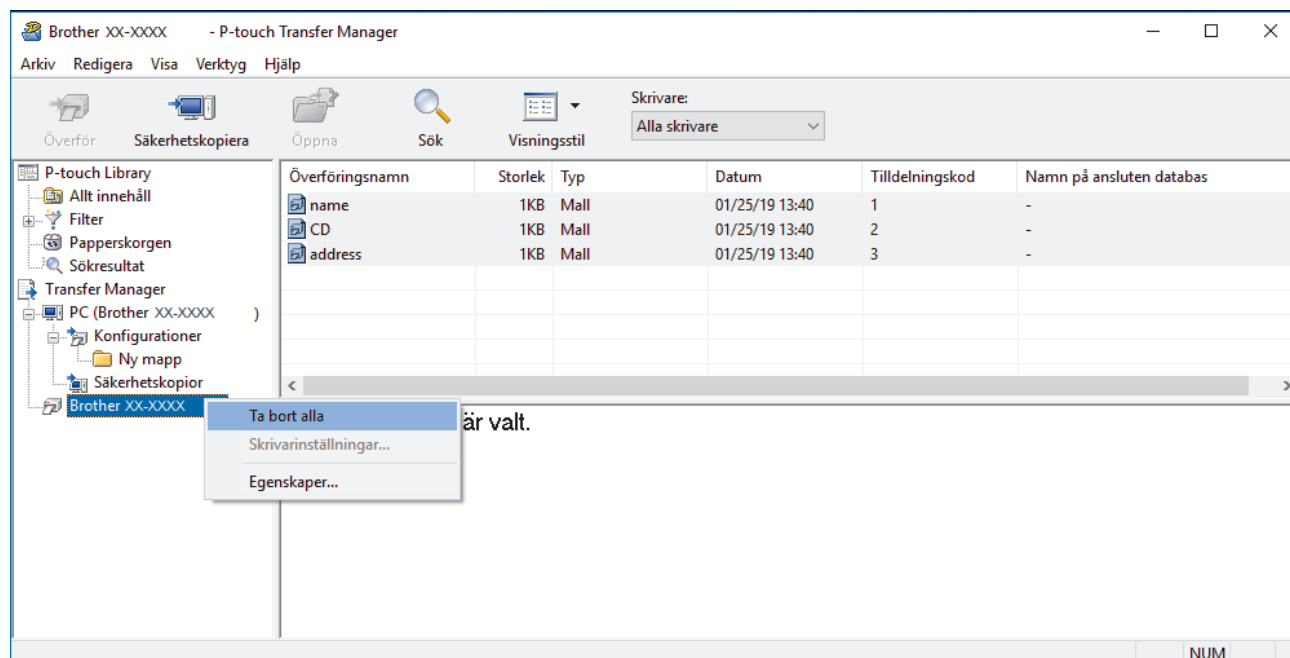 Brother XX-XXXX - P-touch Transfer Manager
Arkiv Redigera Visa Verktyg Hjälp
Överför Säkerhetskopiera Öppna Sök Visningsstil
Skrivare:
Alla skrivare
P-touch Library
Allt innehåll
Filter
Papperskorgen
Sökresultat
Transfer Manager
PC (Brother XX-XXXX )
Konfigurationer
Ny mapp
Säkerhetskopior
Brother XX-XXXX
Överföringsnamn Storlek Typ Datum Tilldelningskod Namn på ansluten databas
name 1KB Mall 01/25/19 13:40 1 -
CD 1KB Mall 01/25/19 13:40 2 -
address 1KB Mall 01/25/19 13:40 3 -
är valt.
Ta bort alla
Skrivarinställningar...
Egenskaper...
NUM